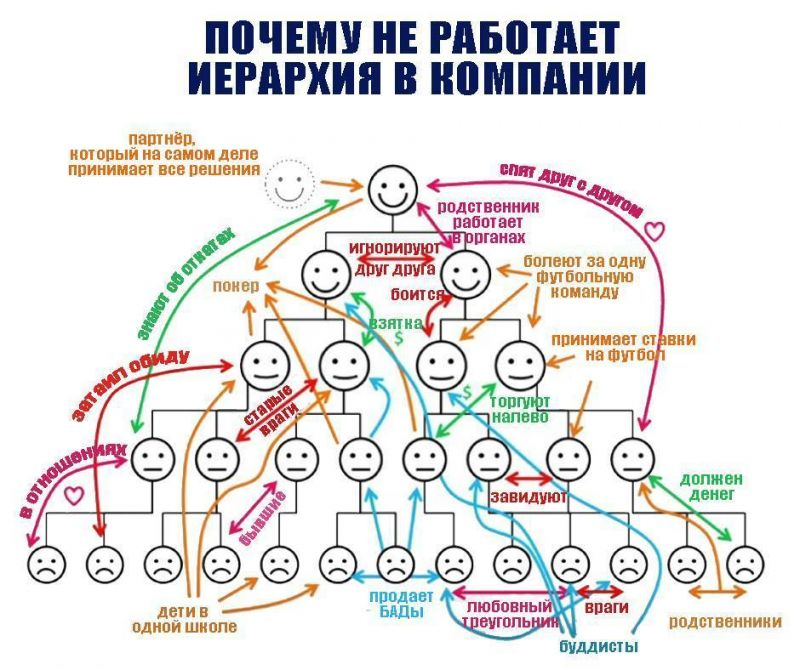 ПОЧЕМУ НЕ РАБОТАЕТ
ИЕРАРХИЯ В КОМПАНИИ
партнёр,
который на самом деле
принимает все решения
спят друг с другом
родственник
работает
в органах
знают об откатах
игнорируют
друг друга
болеют за одну
футбольную
команду
покер
боится
взятка
$
принимает ставки
на футбол
затаил обиду
старые
враги
$
торгуют
налево
в отношениях
бывшие
завидуют
должен
денег
дети в
одной школе
продает
БАДы
любовный
треугольник
враги
родственники
буддисты